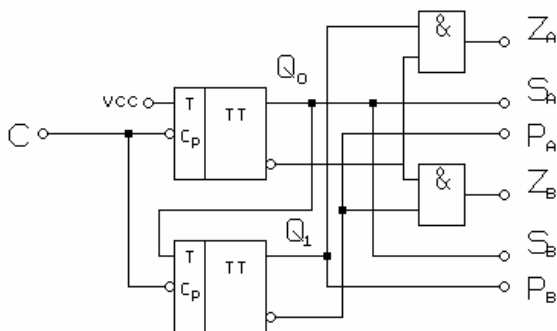 & Z_A
Q_0
S_A
VCC T TT
P_A
C C_P
& Z_B
Q_1
S_B
T TT
P_B
C_P